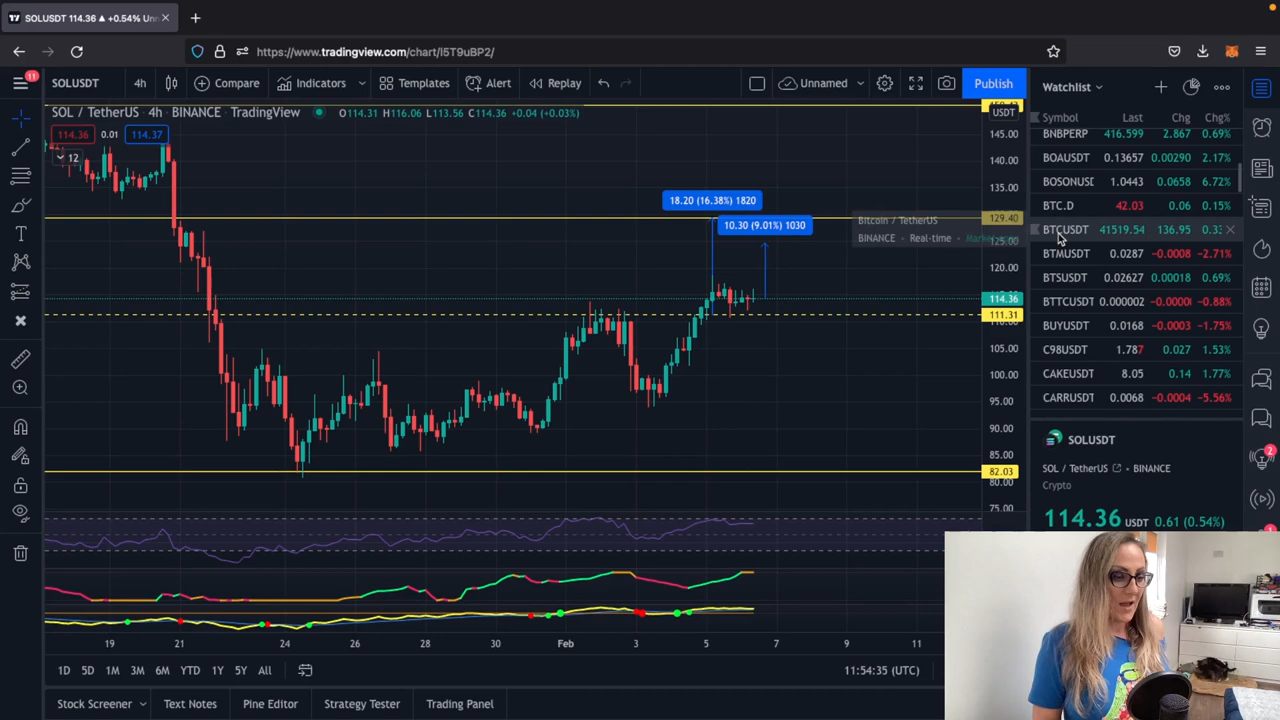 SOLUSDT 114.36 ▲ +0.54% Unn
https://www.tradingview.com/chart/l5T9uBP2/
11
SOLUSDT 4h Compare Indicators Templates Alert Replay Unnamed Publish
SOL / TetherUS · 4h · BINANCE · TradingView O114.31 H116.06 L113.56 C114.36 +0.04 (+0.03%)
114.36 0.01 114.37
12
USDT
145.00
140.00
135.00
129.40
125.00
120.00
114.36
111.31
105.00
100.00
95.00
90.00
85.00
82.03
80.00
75.00
18.20 (16.38%) 1820
10.30 (9.01%) 1030
Bitcoin / TetherUS
BINANCE • Real-time •
19 21 24 26 28 30 Feb 3 5 7 9 11
1D 5D 1M 3M 6M YTD 1Y 5Y All 11:54:35 (UTC)
Stock Screener Text Notes Pine Editor Strategy Tester Trading Panel
Watchlist
Symbol Last Chg Chg%
BNBPERP 416.599 2.867 0.69%
BOAUSDT 0.13657 0.00290 2.17%
BOSONUSD 1.0443 0.0658 6.72%
BTC.D 42.03 0.06 0.15%
BTCUSDT 41519.54 136.95 0.33
BTMUSDT 0.0287 −0.0008 −2.71%
BTSUSDT 0.02627 0.00018 0.69%
BTTCUSDT 0.000002 −0.0000 −0.88%
BUYUSDT 0.0168 −0.0003 −1.75%
C98USDT 1.787 0.027 1.53%
CAKEUSDT 8.05 0.14 1.77%
CARRUSDT 0.0068 −0.0004 −5.56%
SOLUSDT
SOL / TetherUS • BINANCE
Crypto
114.36 USDT 0.61 (0.54%)
2